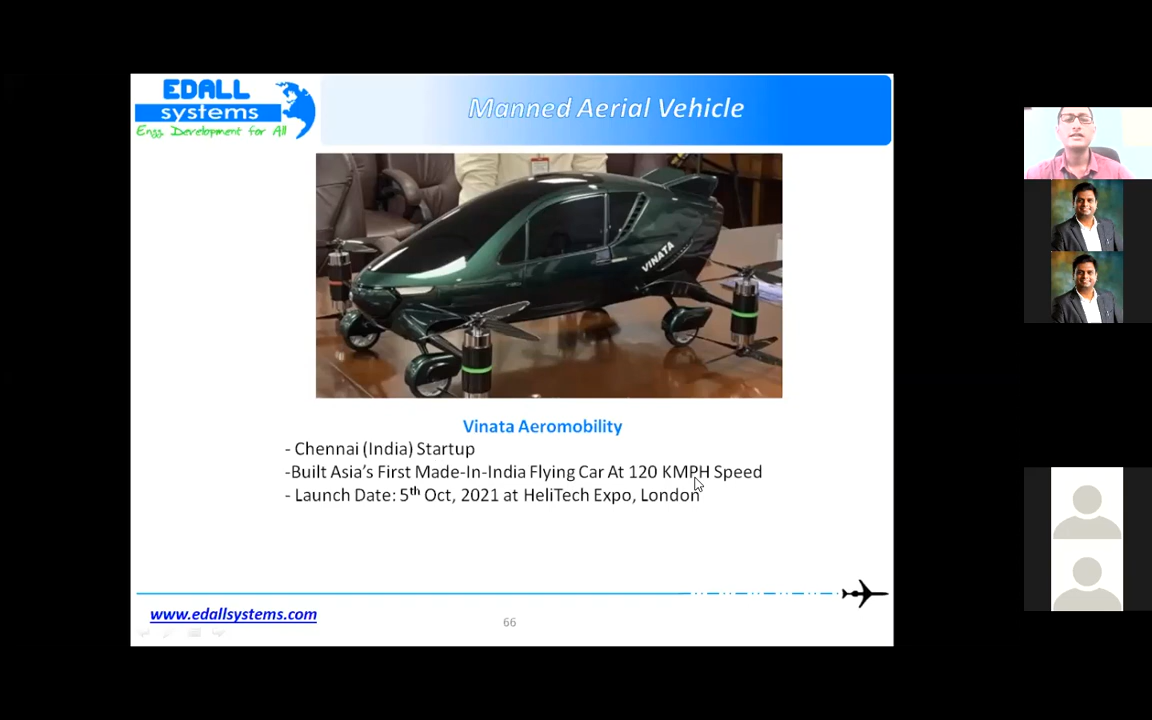 EDALL
systems
Engg. Development for All
Manned Aerial Vehicle
VINATA
Vinata Aeromobility
- Chennai (India) Startup
-Built Asia’s First Made-In-India Flying Car At 120 KMPH Speed
- Launch Date: 5th Oct, 2021 at HeliTech Expo, London
www.edallsystems.com
66